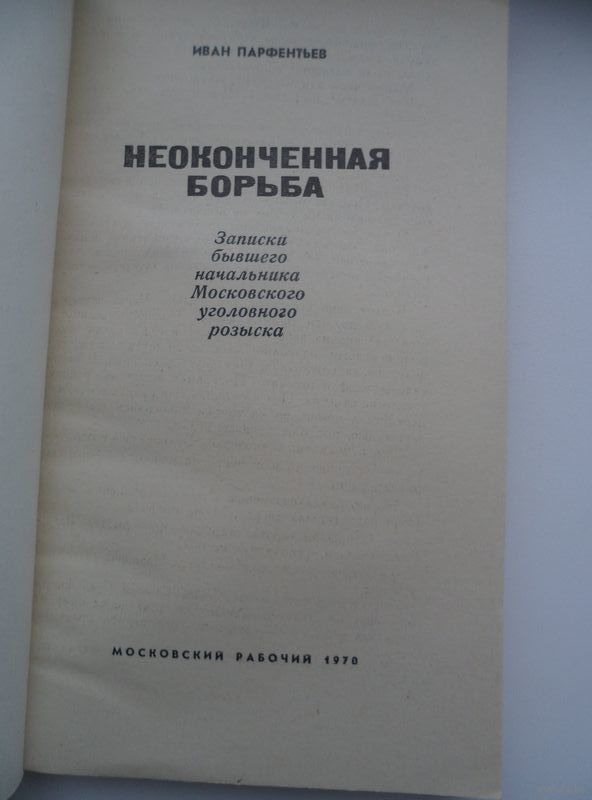 ИВАН ПАРФЕНТЬЕВ
НЕОКОНЧЕННАЯ
БОРЬБА
Записки
бывшего
начальника
Московского
уголовного
розыска
МОСКОВСКИЙ РАБОЧИЙ 1970